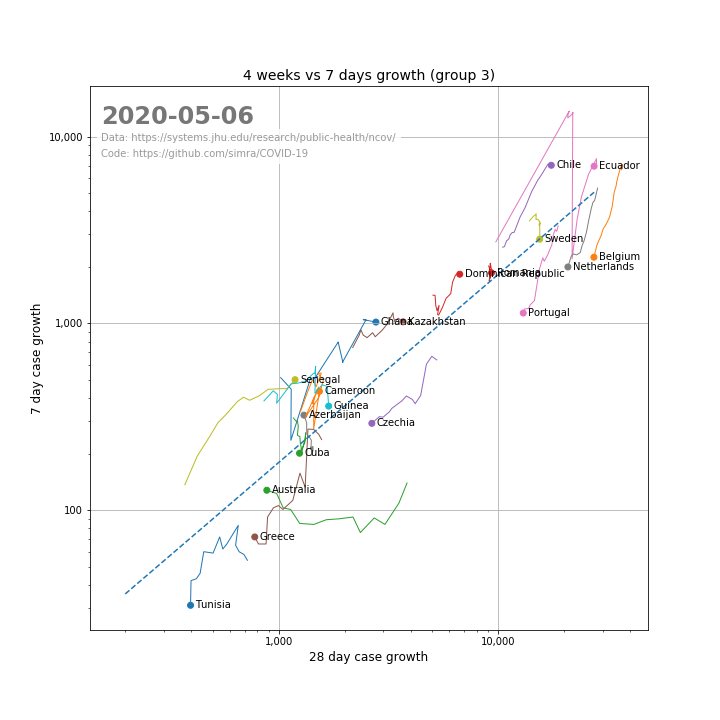 4 weeks vs 7 days growth (group 3)
2020-05-06
Data: https://systems.jhu.edu/research/public-health/ncov/
Code: https://github.com/simra/COVID-19
10,000
1,000
100
7 day case growth
Chile
Ecuador
Sweden
Belgium
Netherlands
Dominican Republic
Romania
Portugal
Ghana
Kazakhstan
Senegal
Cameroon
Guinea
Azerbaijan
Czechia
Cuba
Australia
Greece
Tunisia
1,000
10,000
28 day case growth